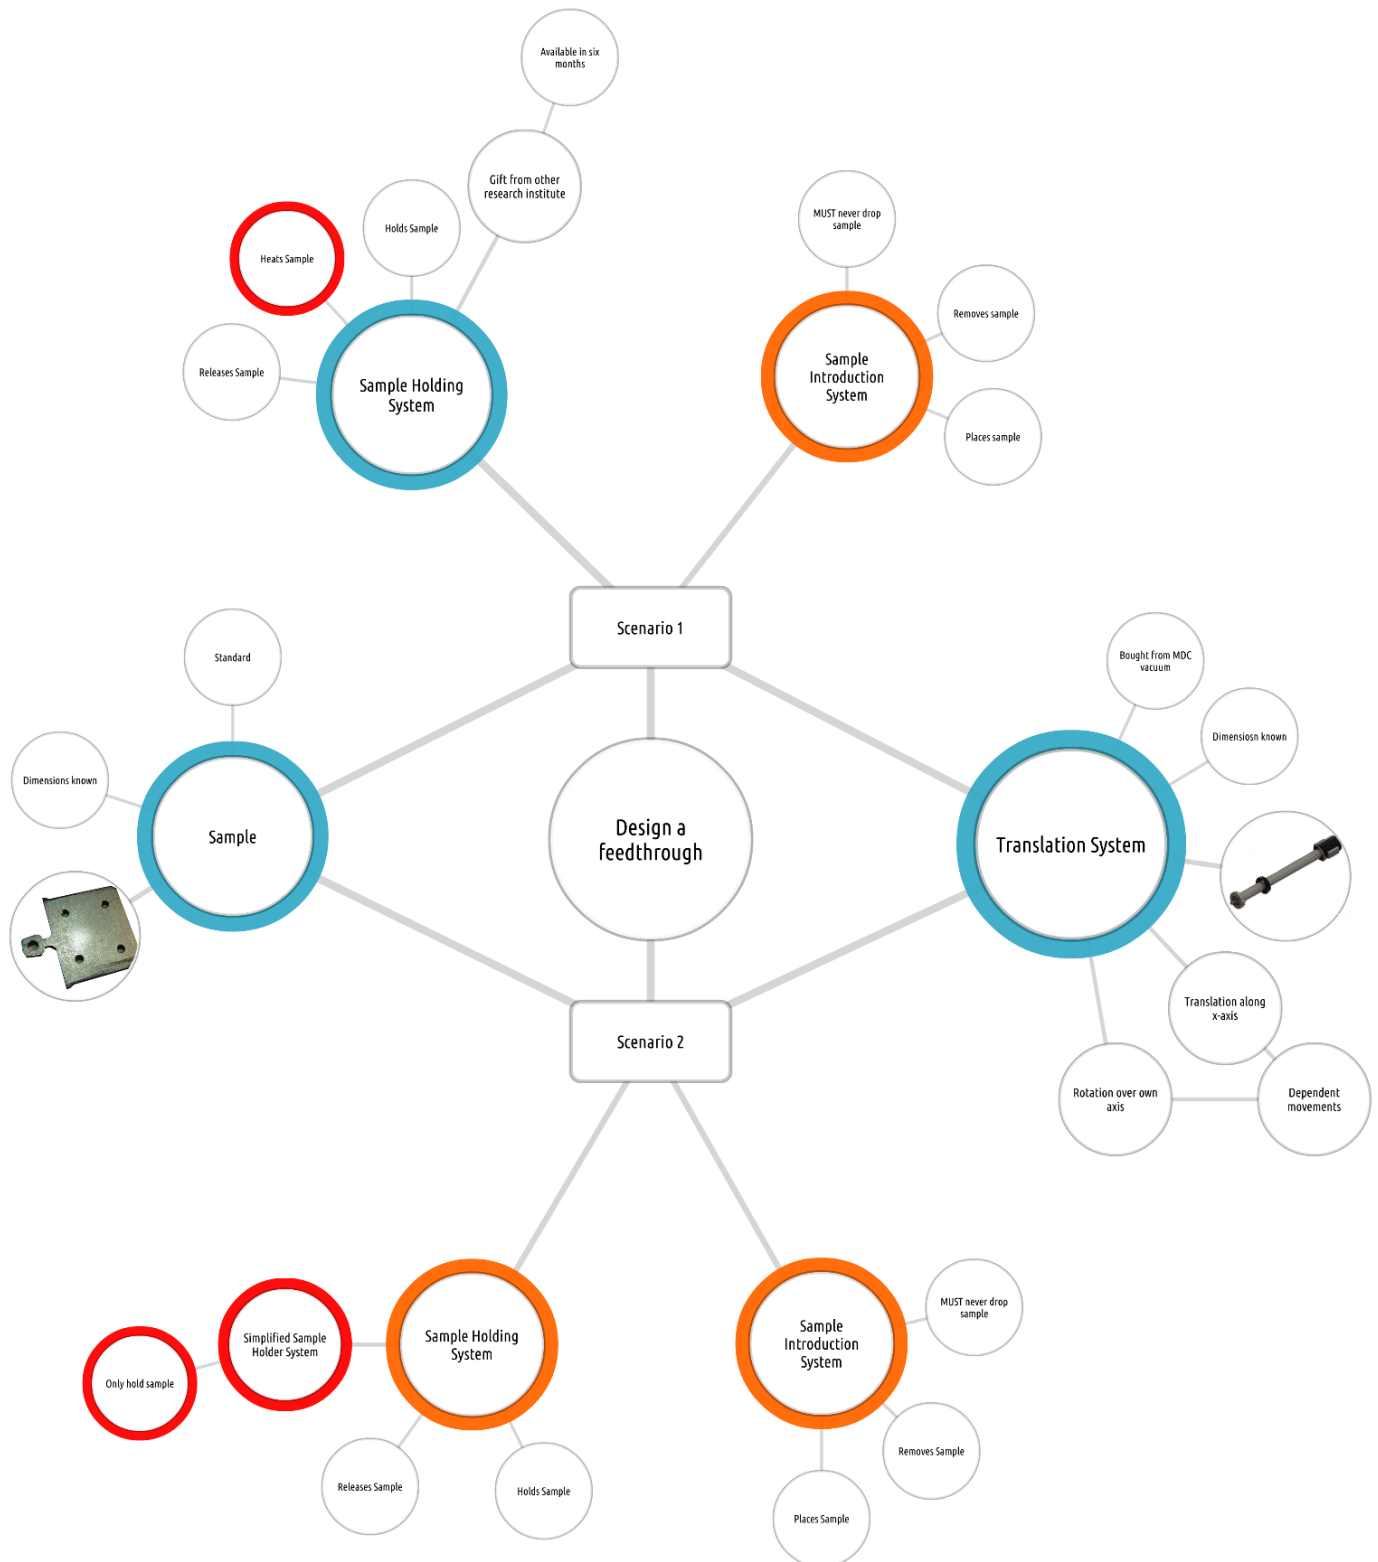 Available in six
months
Gift from other
research institute
Holds Sample
Heats Sample
Releases Sample
Sample Holding
System
MUST never drop
sample
Removes sample
Sample
Introduction
System
Places sample
Scenario 1
Standard
Dimensions known
Sample
Design a
feedthrough
Bought from MDC
vacuum
Dimensiosn known
Translation System
Translation along
x-axis
Rotation over own
axis
Dependent
movements
Scenario 2
Sample Holding
System
Simplified Sample
Holder System
Only hold sample
Releases Sample
Holds Sample
Sample
Introduction
System
MUST never drop
sample
Removes Sample
Places Sample